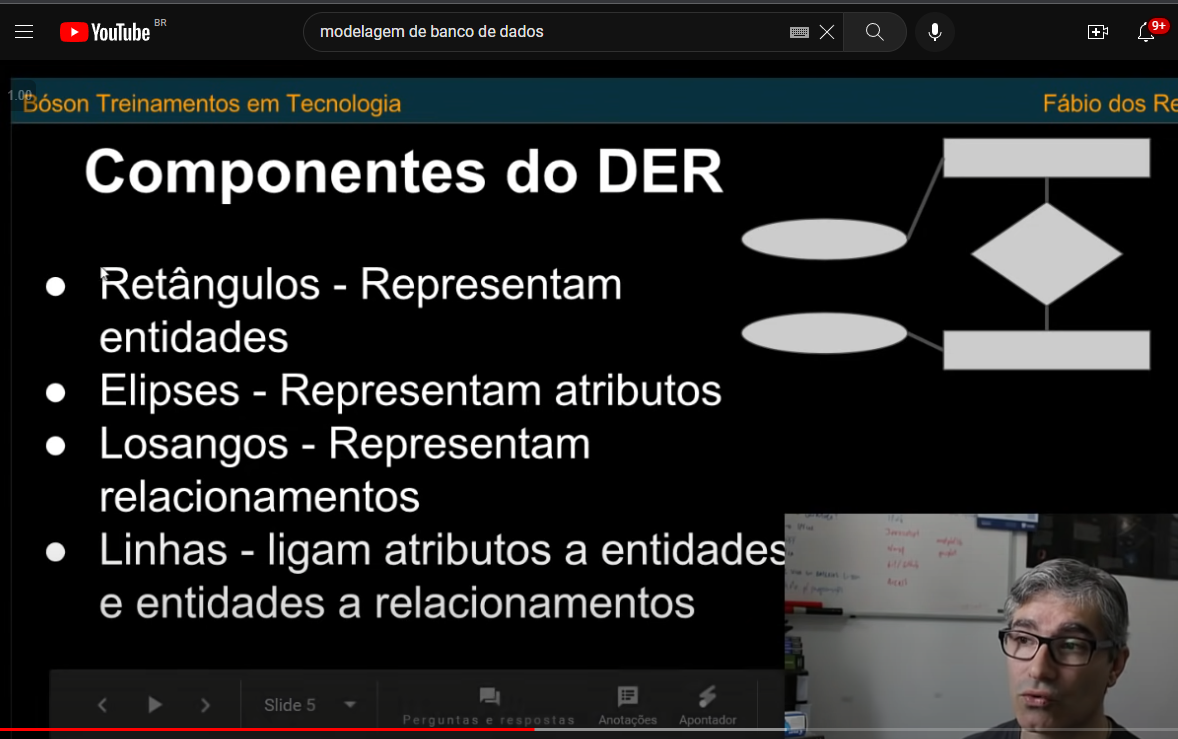 YouTube BR
modelagem de banco de dados
9+
1.00
Bóson Treinamentos em Tecnologia
Fábio dos Re
Componentes do DER
Retângulos - Representam
entidades
Elipses - Representam atributos
Losangos - Representam
relacionamentos
Linhas - ligam atributos a entidades
e entidades a relacionamentos
Slide 5
Perguntas e respostas
Anotações
Apontador